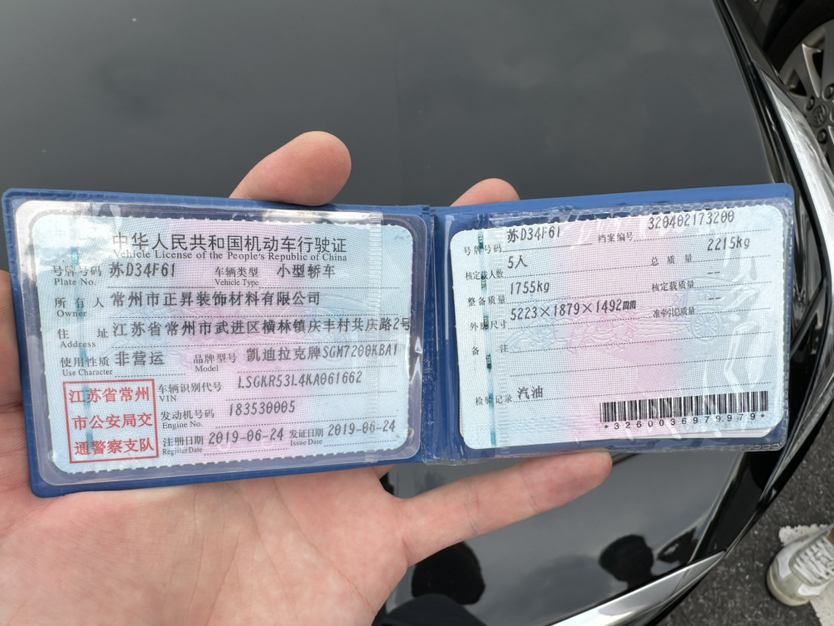 中华人民共和国机动车行驶证
Vehicle License of the People's Republic of China
号牌号码 苏D34F61 车辆类型 小型轿车
Plate No. Vehicle Type
所有人 常州市正昇装饰材料有限公司
Owner
住址 江苏省常州市武进区横林镇庆丰村共庆路2号
Address
使用性质 非营运 品牌型号 凯迪拉克牌SGM7200KBA1
Use Character Model
江苏省常州
市公安局交
通警察支队
车辆识别代号 LSGKR53L4KA061662
VIN
发动机号码 183530005
Engine No.
注册日期 2019-06-24 发证日期 2019-06-24
Register Date Issue Date
号牌号码 苏D34F61 档案编号 320402173200
核定载人数 5人 总质量 2215kg
整备质量 1755kg 核定载质量 --
外廓尺寸 5223×1879×1492mm 准牵引总质量 --
备注
检验记录 汽油
*3260036979979*